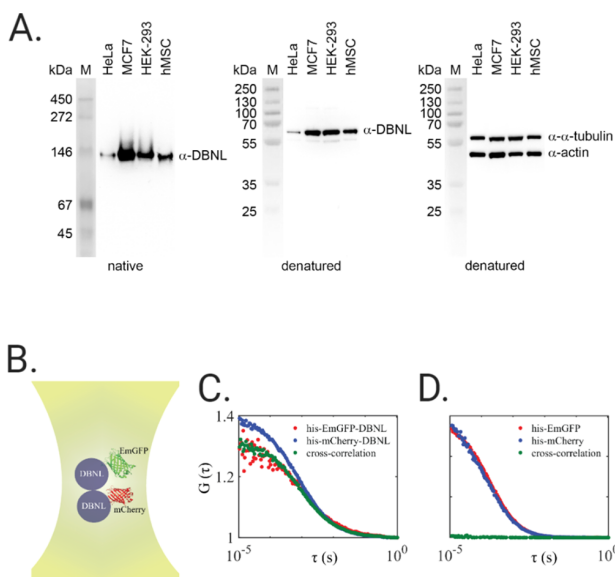 A.
kDa M HeLa MCF7 HEK-293 hMSC
450
272
146
67
45
α-DBNL
native
kDa M HeLa MCF7 HEK-293 hMSC
250
130
100
70
55
35
25
α-DBNL
denatured
kDa M HeLa MCF7 HEK-293 hMSC
250
130
100
70
55
35
25
α-α-tubulin
α-actin
denatured
B.
EmGFP
DBNL
DBNL
mCherry
C.
1.4
1.2
1
G (τ)
his-EmGFP-DBNL
his-mCherry-DBNL
cross-correlation
10⁻⁵ 10⁰
τ (s)
D.
his-EmGFP
his-mCherry
cross-correlation
10⁻⁵ 10⁰
τ (s)